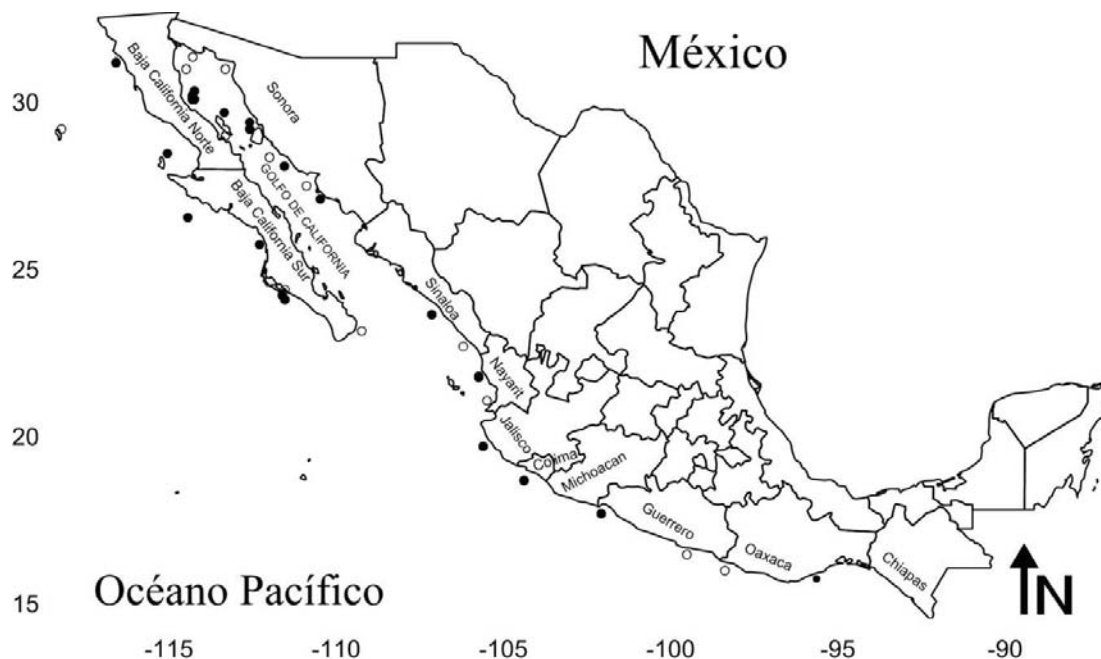 México
Baja California Norte
Sonora
30
GOLFO DE CALIFORNIA
Baja California Sur
25
Sinaloa
Nayarit
20
Jalisco
Colima
Michoacan
Guerrero
Oaxaca
Chiapas
15
Océano Pacífico
N
-115
-110
-105
-100
-95
-90